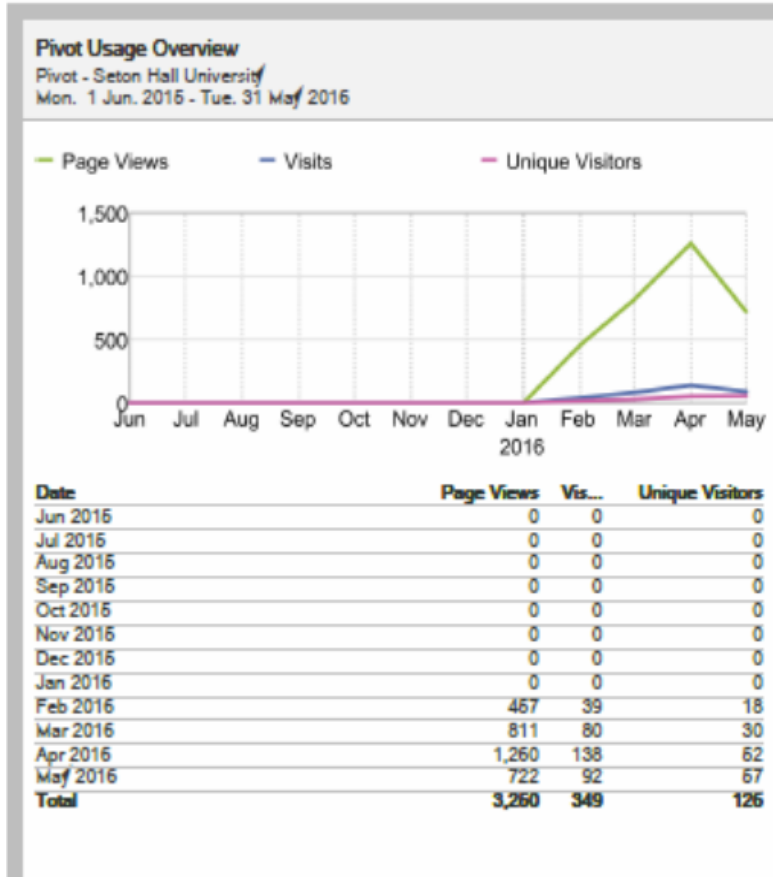 Pivot Usage Overview
Pivot - Seton Hall University
Mon. 1 Jun. 2015 - Tue. 31 May 2016
Page Views Visits Unique Visitors
1,500
1,000
500
0
Jun Jul Aug Sep Oct Nov Dec Jan Feb Mar Apr May
2016
Date Page Views Vis... Unique Visitors
Jun 2015 0 0 0
Jul 2015 0 0 0
Aug 2015 0 0 0
Sep 2015 0 0 0
Oct 2015 0 0 0
Nov 2015 0 0 0
Dec 2015 0 0 0
Jan 2016 0 0 0
Feb 2016 457 39 18
Mar 2016 811 80 30
Apr 2016 1,260 138 52
May 2016 722 92 57
Total 3,250 349